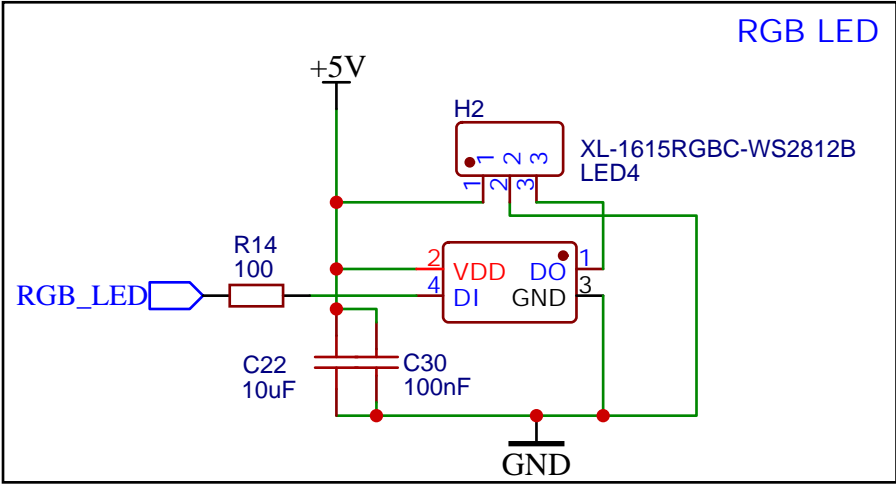 RGB LED
+5V
H2
1 2 3
1 2 3
XL-1615RGBC-WS2812B
LED4
R14
100
RGB_LED
2 VDD DO 1
4 DI GND 3
C22
10uF
C30
100nF
GND